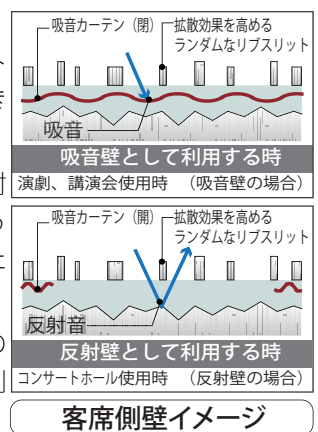 吸音カーテン（閉）
拡散効果を高める
ランダムなリブスリット
吸音
吸音壁として利用する時
演劇、講演会使用時　（吸音壁の場合）
吸音カーテン（開）
拡散効果を高める
ランダムなリブスリット
反射音
反射壁として利用する時
コンサートホール使用時　（反射壁の場合）
客席側壁イメージ